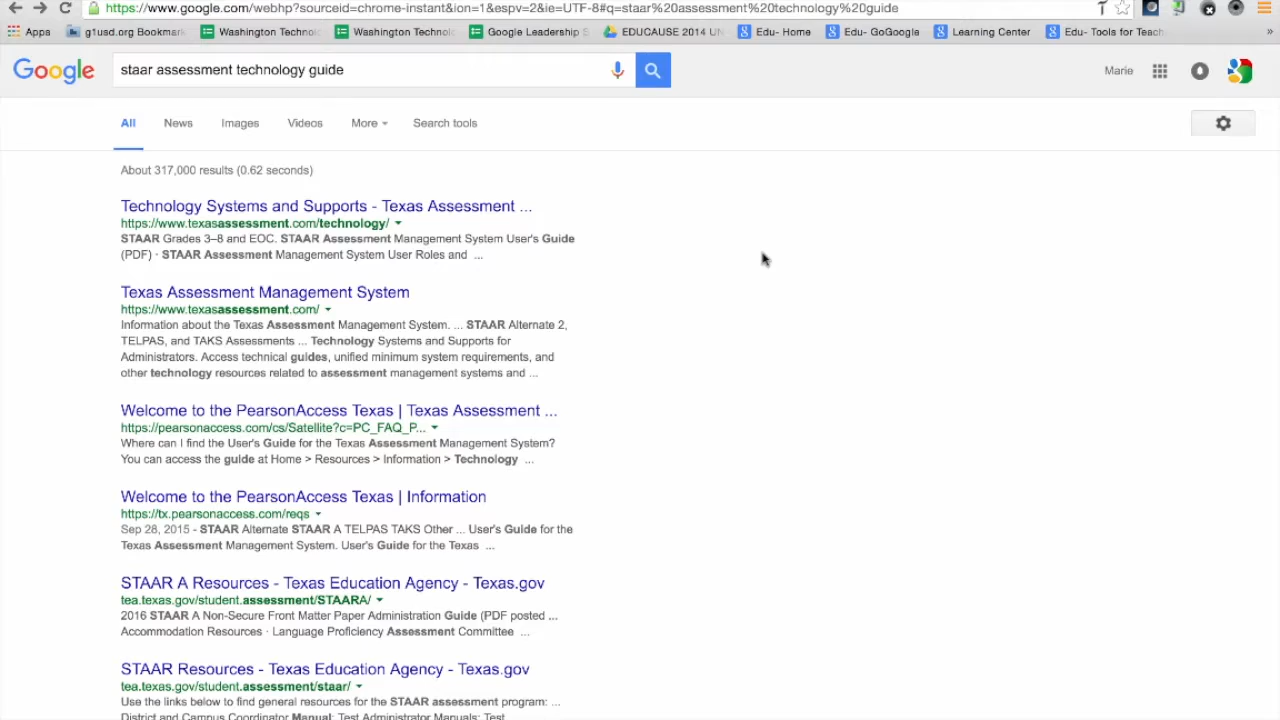 https://www.google.com/webhp?sourceid=chrome-instant&ion=1&espv=2&ie=UTF-8#q=staar%20assessment%20technology%20guide
Apps g1usd.org Bookmark Washington Technol Washington Technol Google Leadership S EDUCAUSE 2014 UN Edu- Home Edu- GoGoogle Learning Center Edu- Tools for Teach »
Google staar assessment technology guide Marie
All News Images Videos More Search tools
About 317,000 results (0.62 seconds)
Technology Systems and Supports - Texas Assessment ...
https://www.texasassessment.com/technology/
STAAR Grades 3–8 and EOC. STAAR Assessment Management System User's Guide
(PDF) · STAAR Assessment Management System User Roles and ...
Texas Assessment Management System
https://www.texasassessment.com/
Information about the Texas Assessment Management System. ... STAAR Alternate 2,
TELPAS, and TAKS Assessments ... Technology Systems and Supports for
Administrators. Access technical guides, unified minimum system requirements, and
other technology resources related to assessment management systems and ...
Welcome to the PearsonAccess Texas | Texas Assessment ...
https://pearsonaccess.com/cs/Satellite?c=PC_FAQ_P...
Where can I find the User's Guide for the Texas Assessment Management System?
You can access the guide at Home > Resources > Information > Technology ...
Welcome to the PearsonAccess Texas | Information
https://tx.pearsonaccess.com/reqs
Sep 28, 2015 - STAAR Alternate STAAR A TELPAS TAKS Other ... User's Guide for the
Texas Assessment Management System. User's Guide for the Texas ...
STAAR A Resources - Texas Education Agency - Texas.gov
tea.texas.gov/student.assessment/STAARA/
2016 STAAR A Non-Secure Front Matter Paper Administration Guide (PDF posted ...
Accommodation Resources · Language Proficiency Assessment Committee ...
STAAR Resources - Texas Education Agency - Texas.gov
tea.texas.gov/student.assessment/staar/
Use the links below to find general resources for the STAAR assessment program: ...
District and Campus Coordinator Manual; Test Administrator Manuals; Test